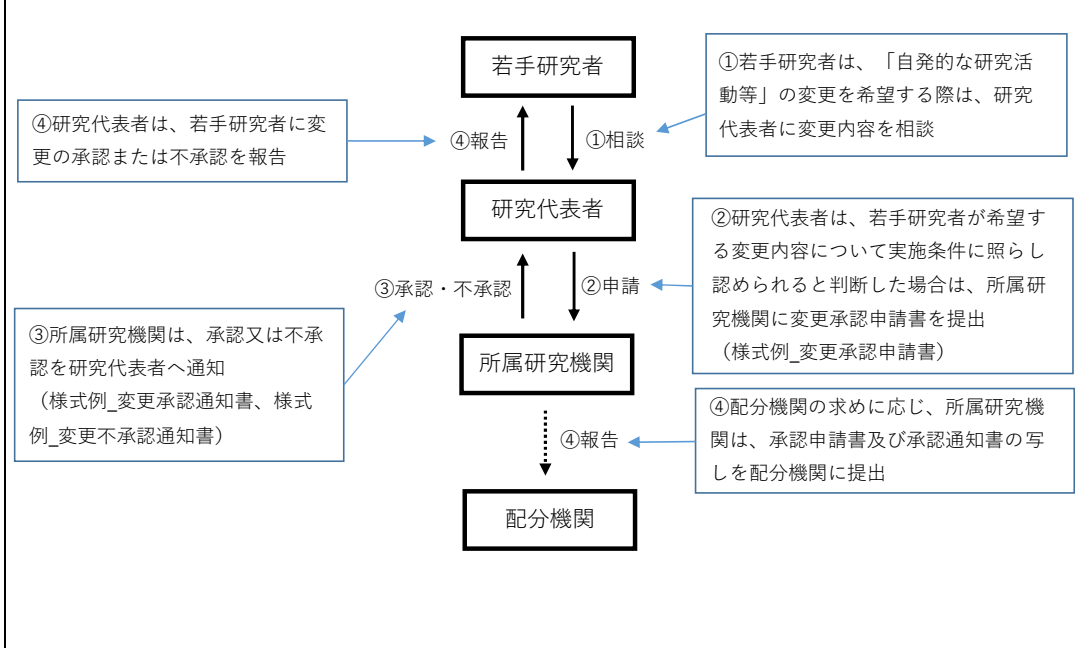 若手研究者
①若手研究者は、「自発的な研究活
動等」の変更を希望する際は、研究
代表者に変更内容を相談
④研究代表者は、若手研究者に変
更の承認または不承認を報告
④報告
①相談
研究代表者
②研究代表者は、若手研究者が希望す
る変更内容について実施条件に照らし
認められると判断した場合は、所属研
究機関に変更承認申請書を提出
（様式例_変更承認申請書）
③承認・不承認
②申請
③所属研究機関は、承認又は不承
認を研究代表者へ通知
（様式例_変更承認通知書、様式
例_変更不承認通知書）
所属研究機関
④配分機関の求めに応じ、所属研究機
関は、承認申請書及び承認通知書の写
しを配分機関に提出
④報告
配分機関